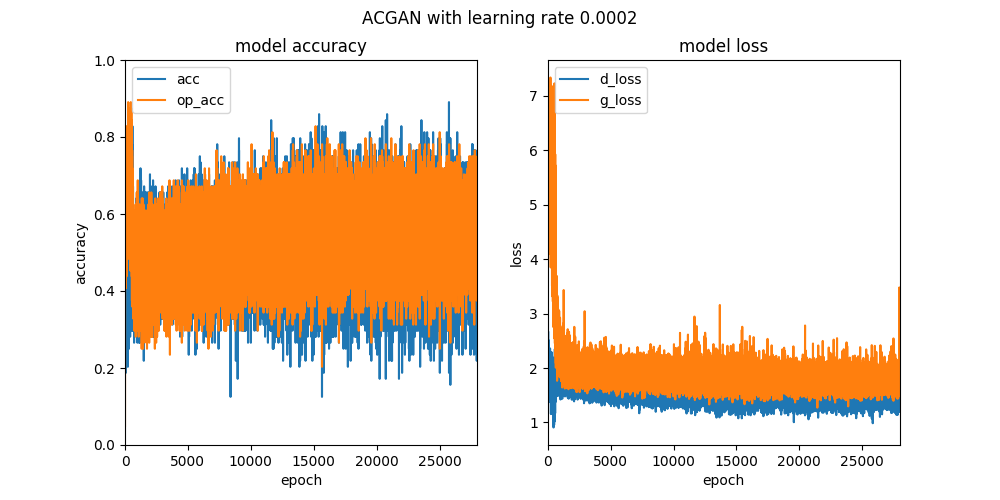 ACGAN with learning rate 0.0002
model accuracy
acc
op_acc
1.0
0.8
0.6
0.4
0.2
0.0
accuracy
0 5000 10000 15000 20000 25000
epoch
model loss
d_loss
g_loss
7
6
5
4
3
2
1
loss
0 5000 10000 15000 20000 25000
epoch